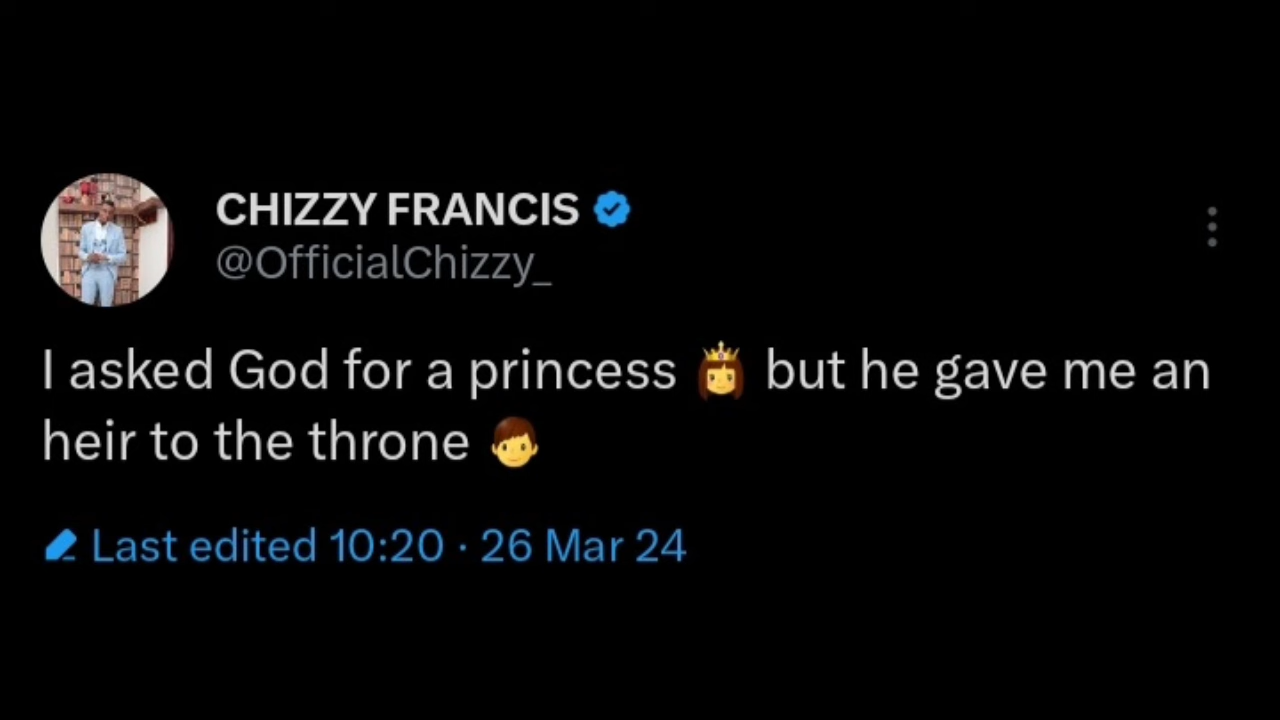 CHIZZY FRANCIS
@OfficialChizzy_
I asked God for a princess 👸 but he gave me an
heir to the throne 👦
Last edited 10:20 · 26 Mar 24